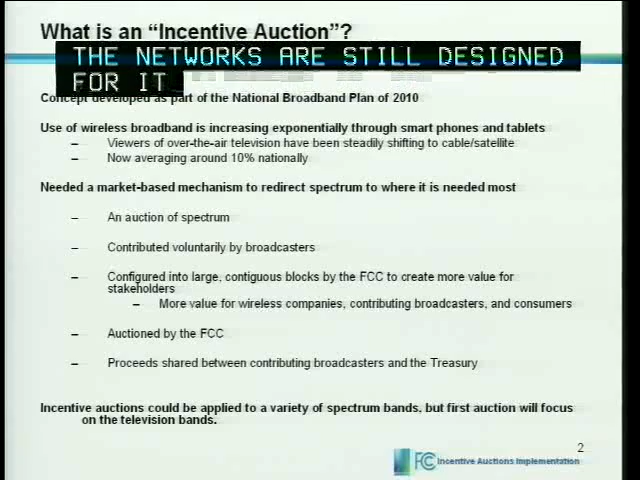 What is an “Incentive Auction”?
THE NETWORKS ARE STILL DESIGNED
FOR IT
Concept developed as part of the National Broadband Plan of 2010
Use of wireless broadband is increasing exponentially through smart phones and tablets
– Viewers of over-the-air television have been steadily shifting to cable/satellite
– Now averaging around 10% nationally
Needed a market-based mechanism to redirect spectrum to where it is needed most
– An auction of spectrum
– Contributed voluntarily by broadcasters
– Configured into large, contiguous blocks by the FCC to create more value for
stakeholders
– More value for wireless companies, contributing broadcasters, and consumers
– Auctioned by the FCC
– Proceeds shared between contributing broadcasters and the Treasury
Incentive auctions could be applied to a variety of spectrum bands, but first auction will focus
on the television bands.
2
FCC Incentive Auctions Implementation